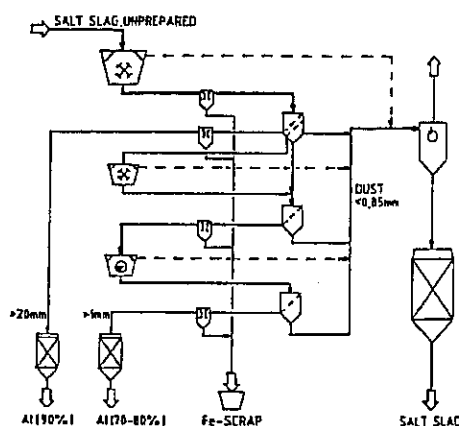 SALT SLAG, UNPREPARED
DUST
<0,85mm
>20mm
>1mm
Al(90%)
Al(70-80%)
Fe-SCRAP
SALT SLAG